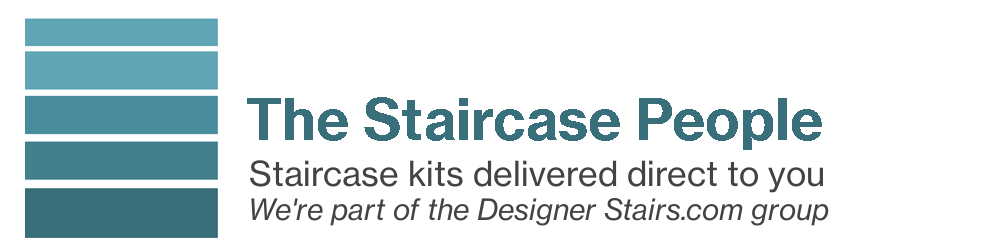 The Staircase People
Staircase kits delivered direct to you
We're part of the Designer Stairs.com group